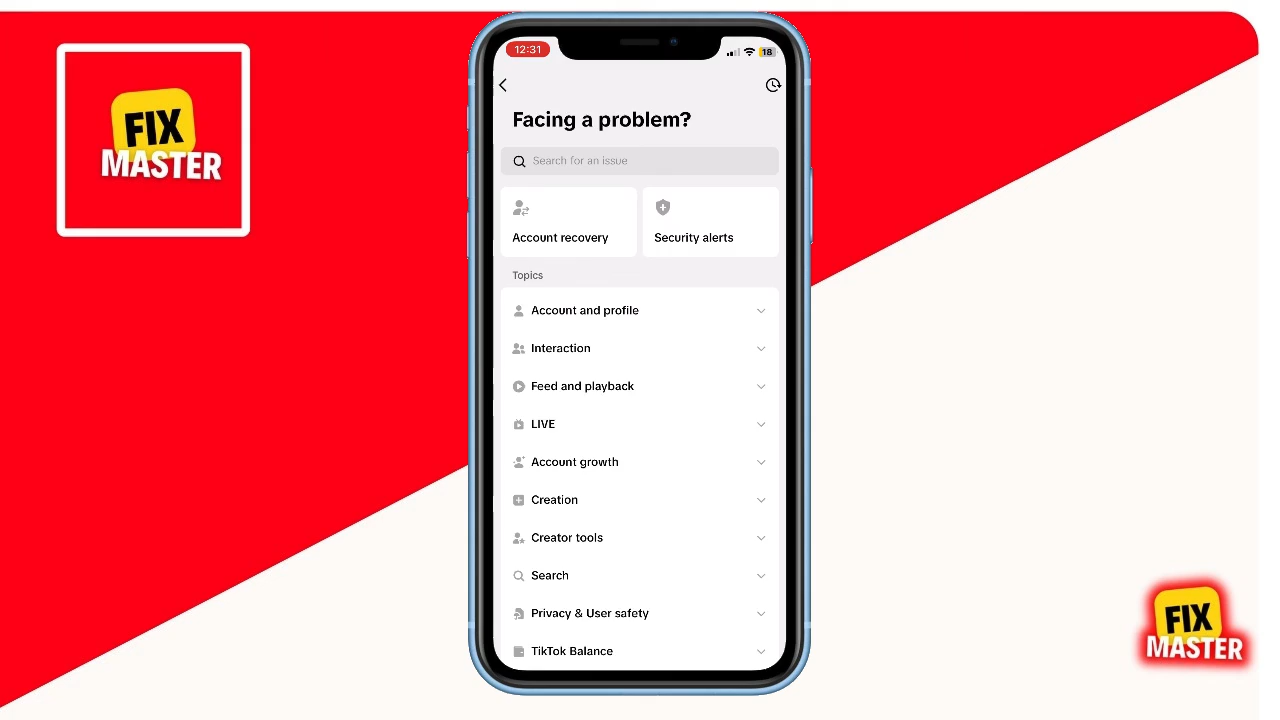 FIX
MASTER
12:31
18
Facing a problem?
Search for an issue
Account recovery
Security alerts
Topics
Account and profile
Interaction
Feed and playback
LIVE
Account growth
Creation
Creator tools
Search
Privacy & User safety
TikTok Balance
FIX
MASTER